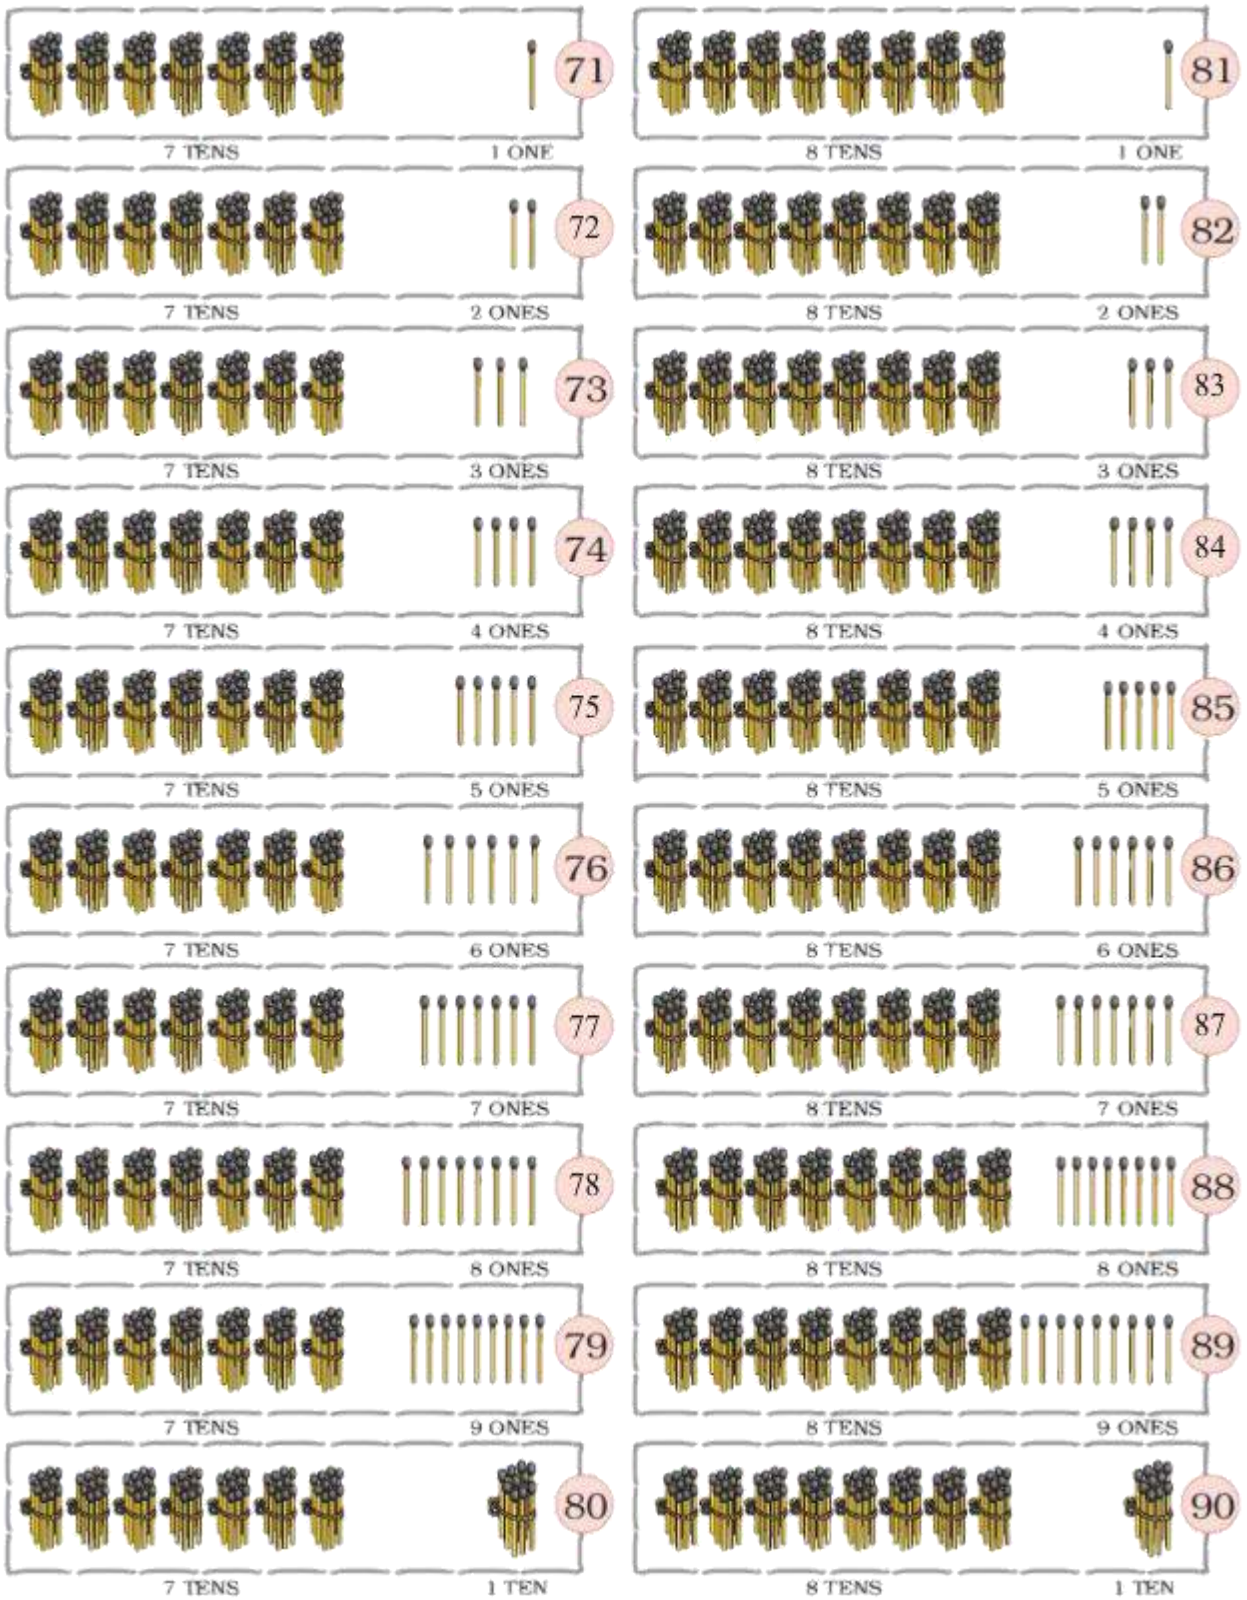 71
7 TENS 1 ONE
72
7 TENS 2 ONES
73
7 TENS 3 ONES
74
7 TENS 4 ONES
75
7 TENS 5 ONES
76
7 TENS 6 ONES
77
7 TENS 7 ONES
78
7 TENS 8 ONES
79
7 TENS 9 ONES
80
7 TENS 1 TEN
81
8 TENS 1 ONE
82
8 TENS 2 ONES
83
8 TENS 3 ONES
84
8 TENS 4 ONES
85
8 TENS 5 ONES
86
8 TENS 6 ONES
87
8 TENS 7 ONES
88
8 TENS 8 ONES
89
8 TENS 9 ONES
90
8 TENS 1 TEN